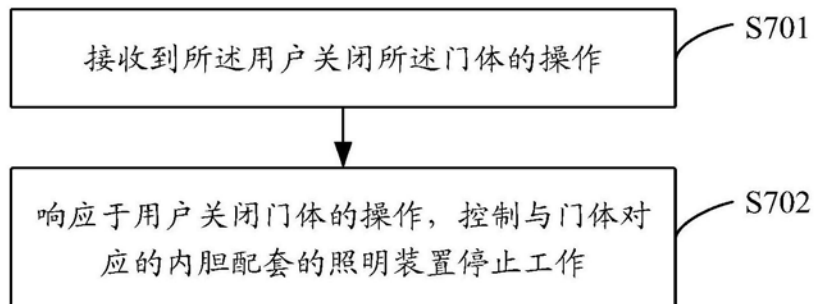 接收到所述用户关闭所述门体的操作
S701
响应于用户关闭门体的操作，控制与门体对
应的内胆配套的照明装置停止工作
S702